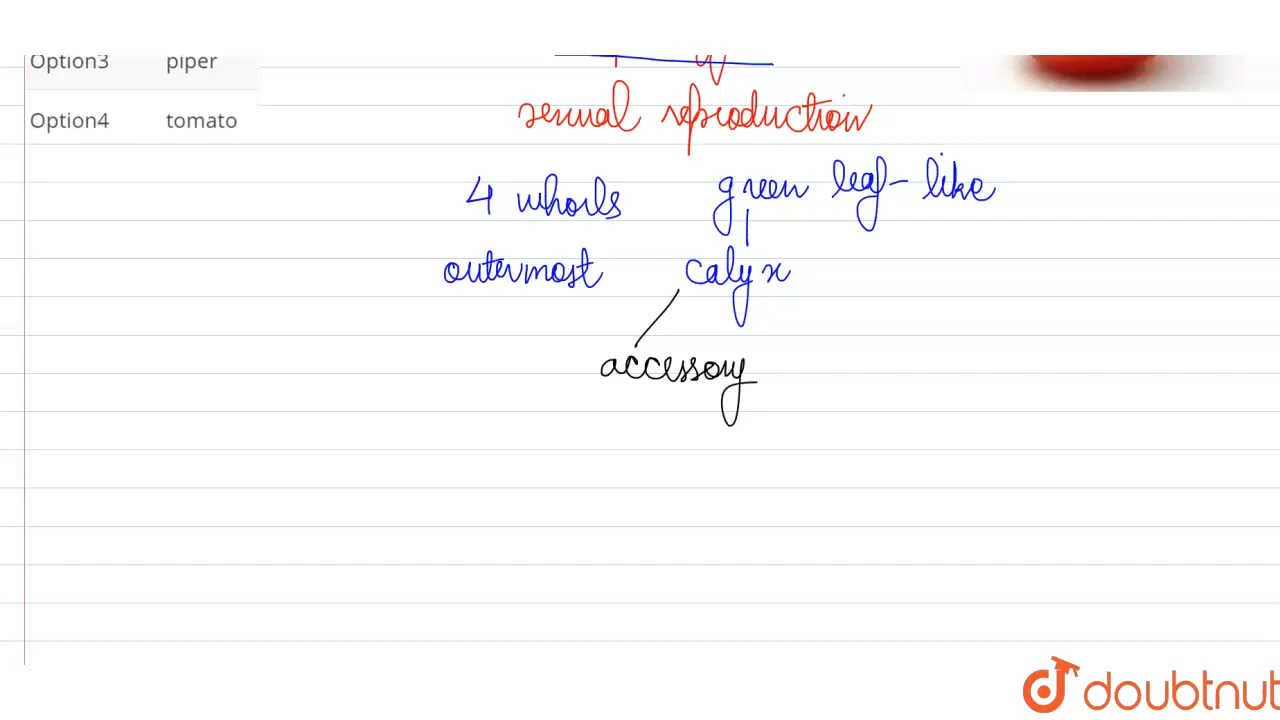 Option3 piper
Option4 tomato
sexual reproduction
4 whorls green leaf-like
outermost calyx
accessory
doubtnut